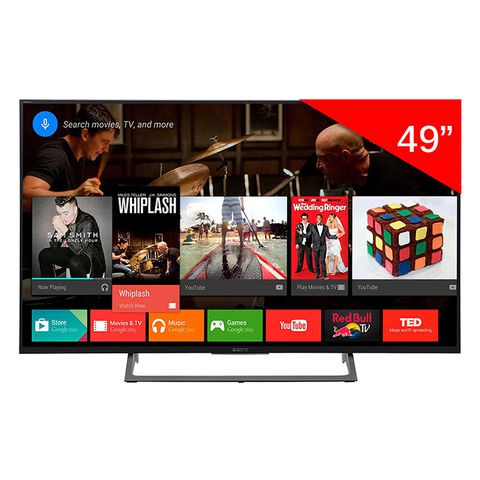 49”
Search movies, TV, and more
SAM SMITH
IN THE LONELY HOUR
MILES TELLER J.K. SIMMONS
WHIPLASH
THE
Wedding Ringer
Now Playing
Whiplash
Watch Now
YouTube
Play Movies & TV
YouTube
Store
Google play
Movies & TV
Google play
Music
Google play
Games
Google play
YouTube
Red Bull
TV
TED
Ideas worth spreading
SONY